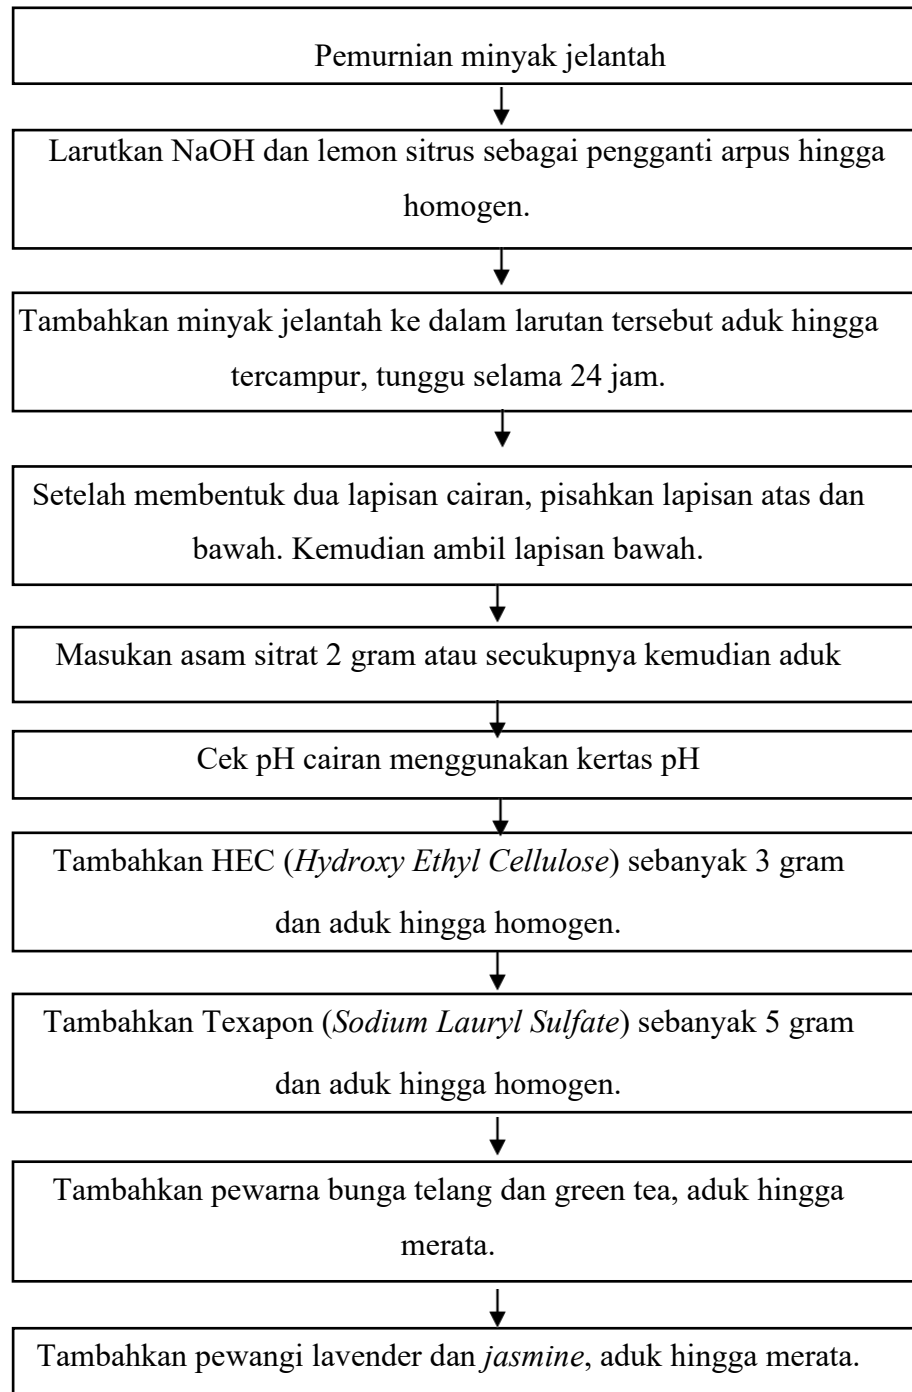 Pemurnian minyak jelantah
Larutkan NaOH dan lemon sitrus sebagai pengganti arpus hingga
homogen.
Tambahkan minyak jelantah ke dalam larutan tersebut aduk hingga
tercampur, tunggu selama 24 jam.
Setelah membentuk dua lapisan cairan, pisahkan lapisan atas dan
bawah. Kemudian ambil lapisan bawah.
Masukan asam sitrat 2 gram atau secukupnya kemudian aduk
Cek pH cairan menggunakan kertas pH
Tambahkan HEC (Hydroxy Ethyl Cellulose) sebanyak 3 gram
dan aduk hingga homogen.
Tambahkan Texapon (Sodium Lauryl Sulfate) sebanyak 5 gram
dan aduk hingga homogen.
Tambahkan pewarna bunga telang dan green tea, aduk hingga
merata.
Tambahkan pewangi lavender dan jasmine, aduk hingga merata.